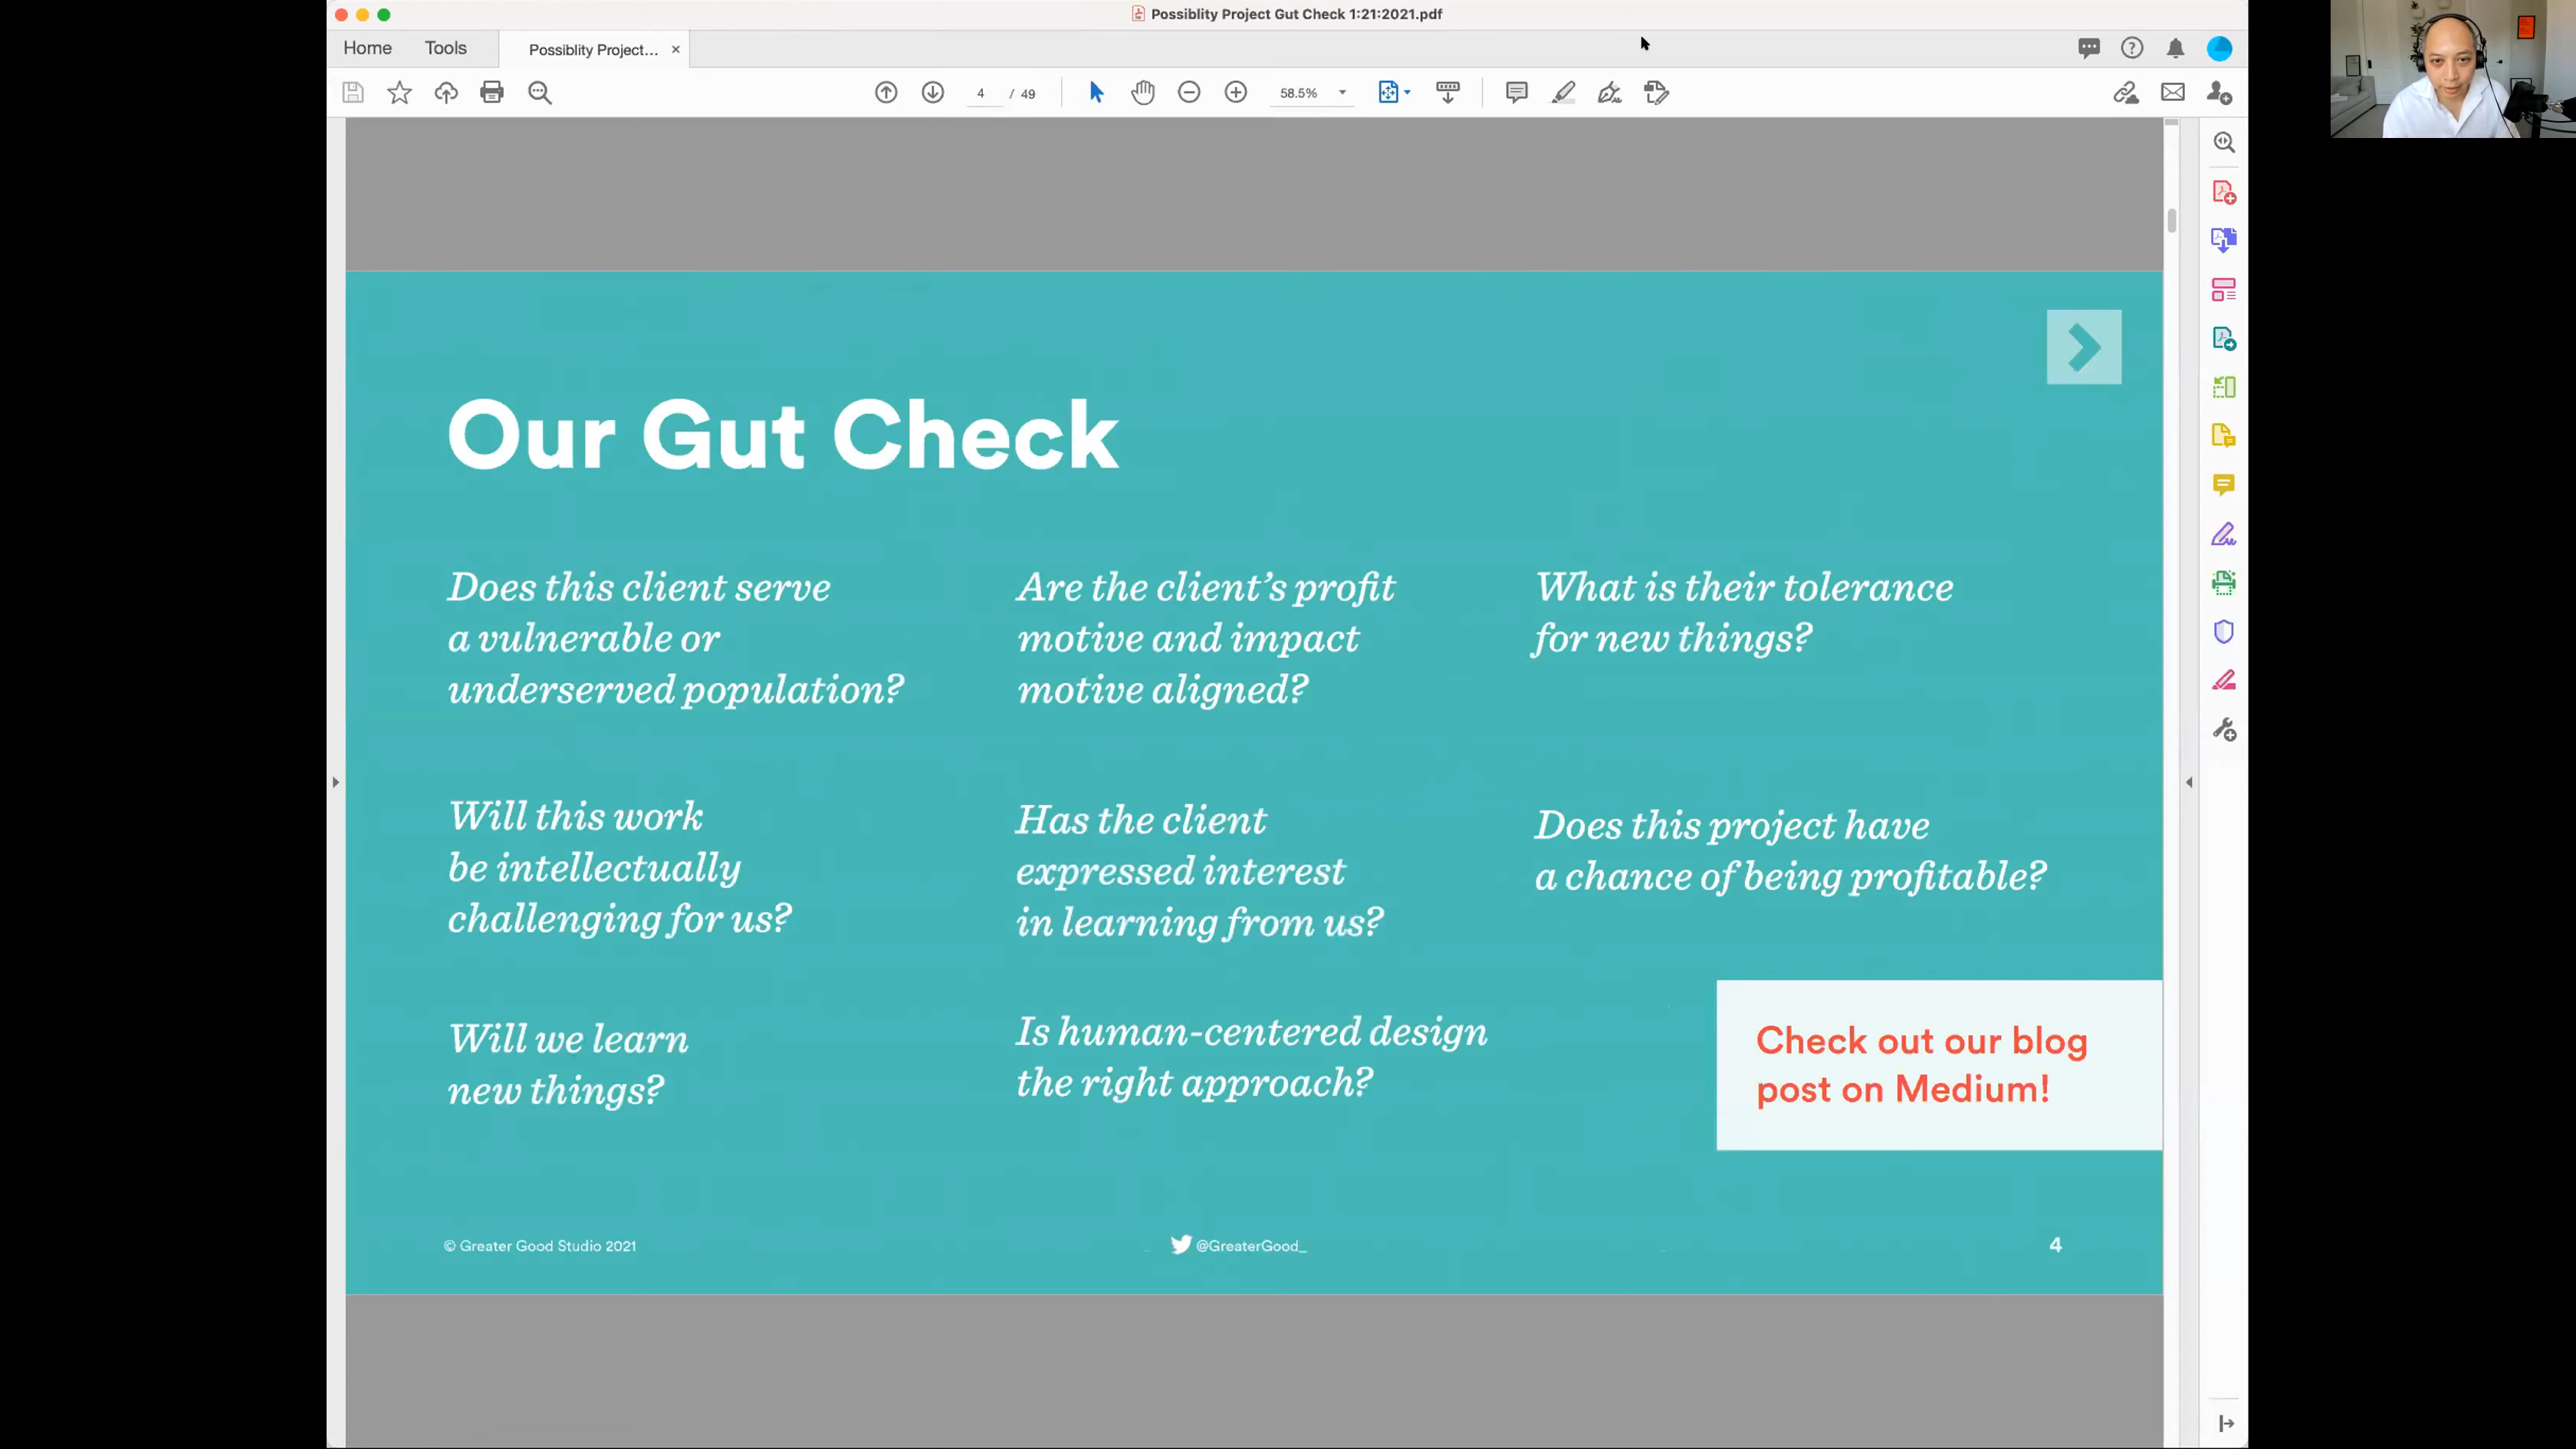 Possiblity Project Gut Check 1:21:2021.pdf
Home
Tools
Possiblity Project...
4 / 49
58.5%
Our Gut Check
Does this client serve
a vulnerable or
underserved population?
Are the client's profit
motive and impact
motive aligned?
What is their tolerance
for new things?
Will this work
be intellectually
challenging for us?
Has the client
expressed interest
in learning from us?
Does this project have
a chance of being profitable?
Will we learn
new things?
Is human-centered design
the right approach?
Check out our blog
post on Medium!
© Greater Good Studio 2021
@GreaterGood_
4